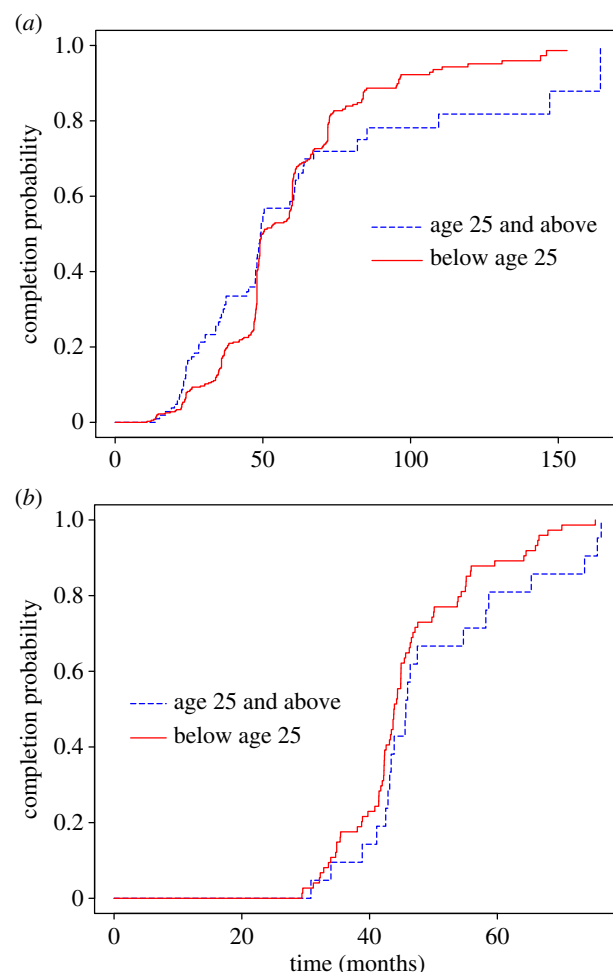 (a)
1.0
0.8
0.6
0.4
0.2
0
completion probability
age 25 and above
below age 25
0
50
100
150
(b)
1.0
0.8
0.6
0.4
0.2
0
completion probability
age 25 and above
below age 25
0
20
40
60
time (months)